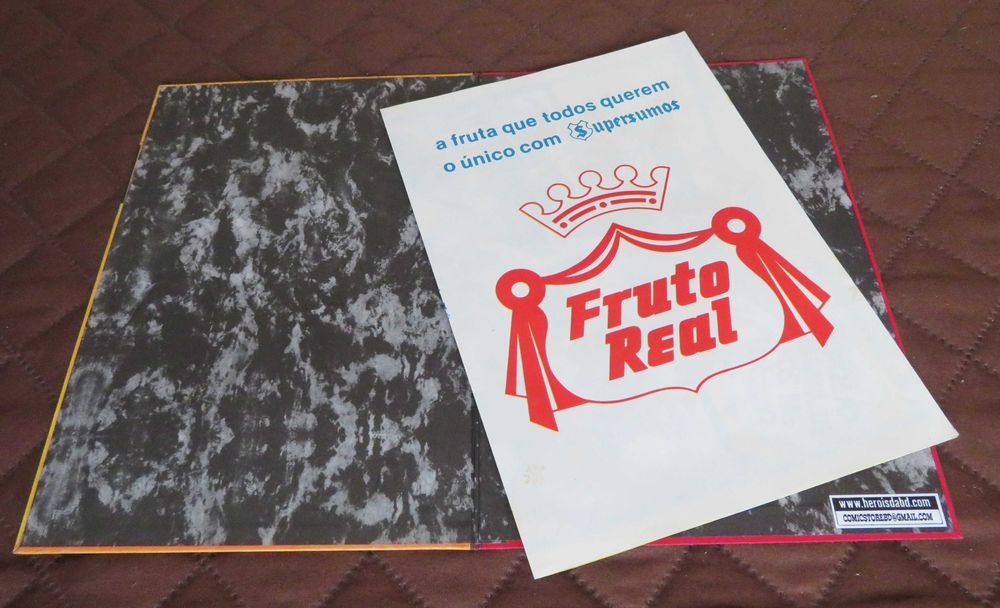 a fruta que todos querem
o único com Supersumos
Fruto
Real
www.heroisdabd.com
COMICSTOREBD@GMAIL.COM